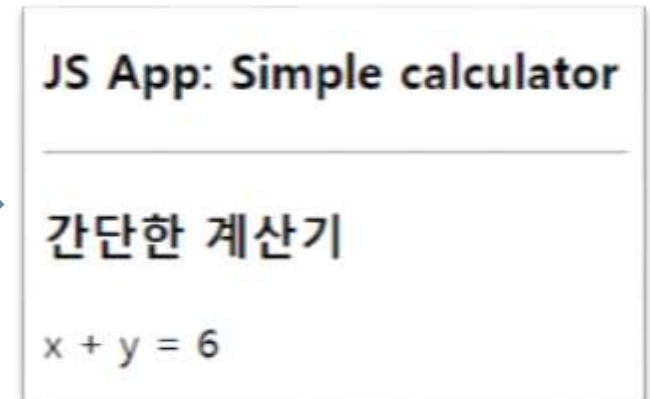 JS App: Simple calculator
간단한 계산기
x + y = 6